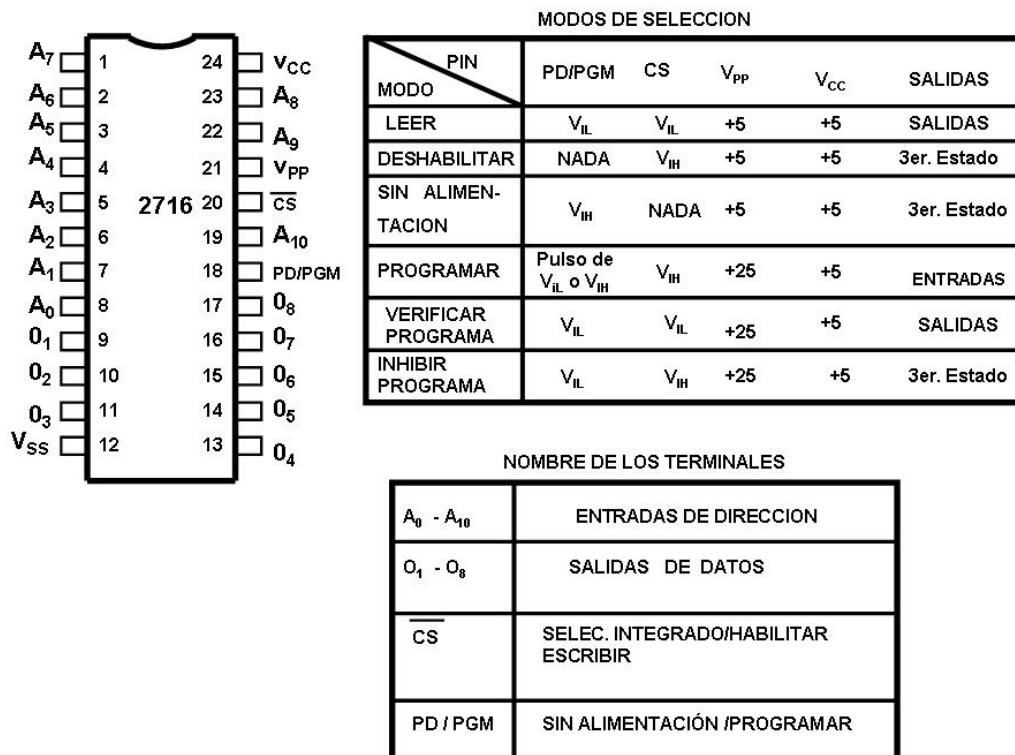 MODOS DE SELECCION
A7 1 24 vCC
A6 2 23 A8
A5 3 22 A9
A4 4 21 vPP
A3 5 2716 20 CS
A2 6 19 A10
A1 7 18 PD/PGM
A0 8 17 08
01 9 16 07
02 10 15 06
03 11 14 05
VSS 12 13 04
PIN
MODO PD/PGM CS VPP VCC SALIDAS
LEER VIL VIL +5 +5 SALIDAS
DESHABILITAR NADA VIH +5 +5 3er. Estado
SIN ALIMEN-
TACION VIH NADA +5 +5 3er. Estado
PROGRAMAR Pulso de
ViL o VIH VIH +25 +5 ENTRADAS
VERIFICAR
PROGRAMA VIL VIL +25 +5 SALIDAS
INHIBIR
PROGRAMA VIL VIH +25 +5 3er. Estado
NOMBRE DE LOS TERMINALES
A0 - A10 ENTRADAS DE DIRECCION
O1 - O8 SALIDAS DE DATOS
CS SELEC. INTEGRADO/HABILITAR
ESCRIBIR
PD / PGM SIN ALIMENTACIÓN /PROGRAMAR